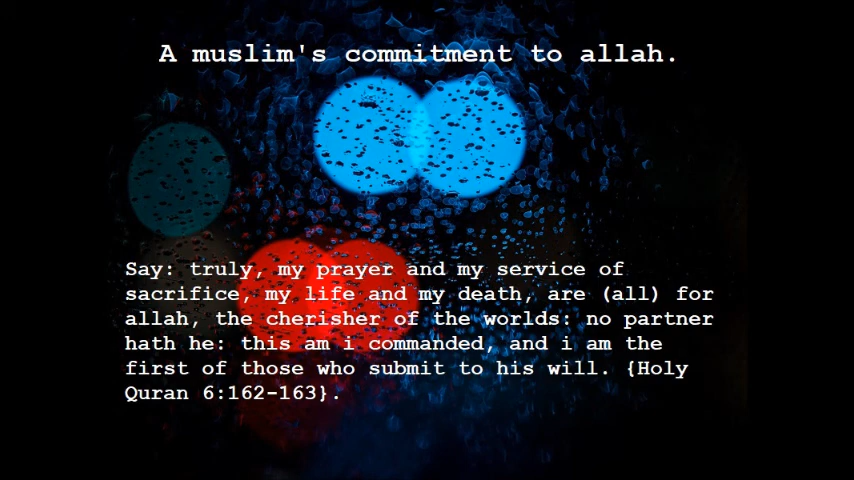 A muslim's commitment to allah.
Say: truly, my prayer and my service of
sacrifice, my life and my death, are (all) for
allah, the cherisher of the worlds: no partner
hath he: this am i commanded, and i am the
first of those who submit to his will. {Holy
Quran 6:162-163}.